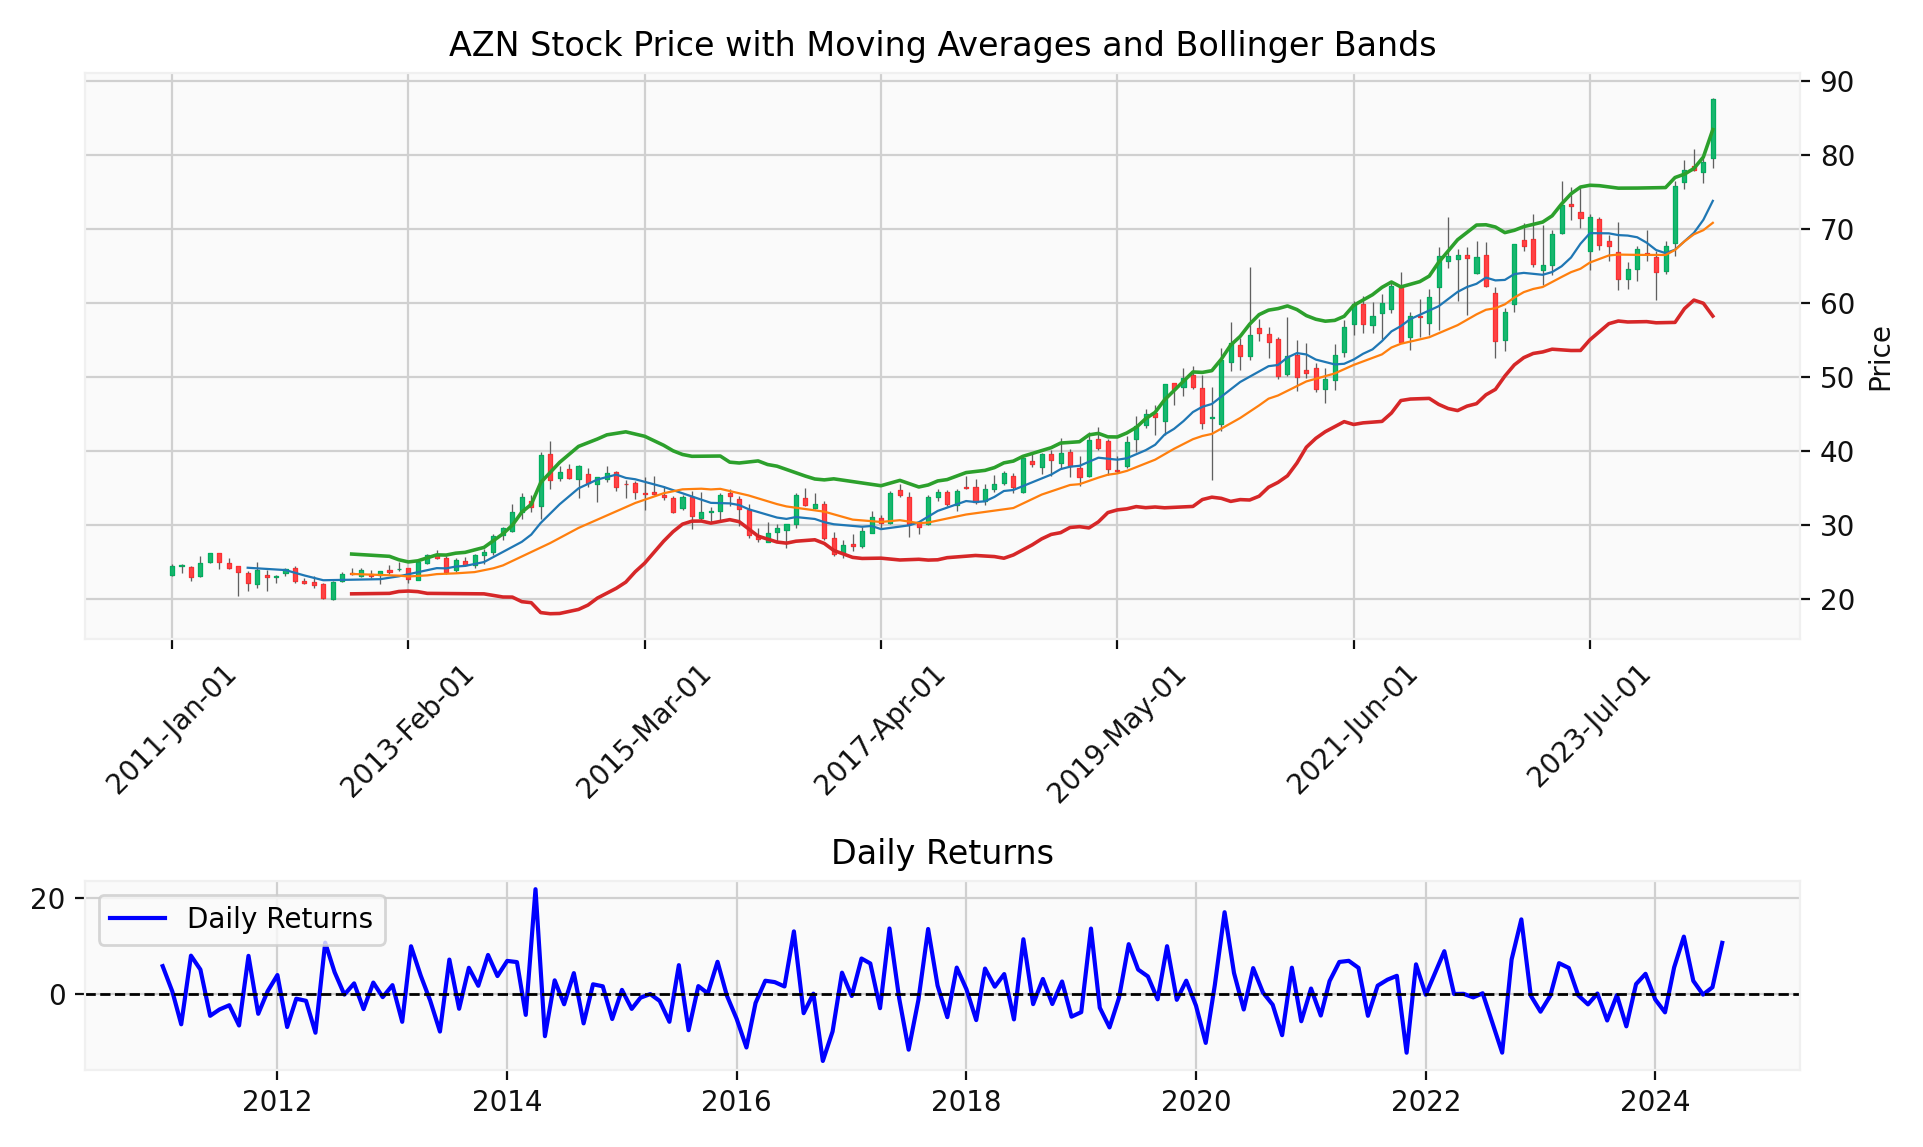 AZN Stock Price with Moving Averages and Bollinger Bands
90
80
70
60
50
40
30
20
Price
2011-Jan-01
2013-Feb-01
2015-Mar-01
2017-Apr-01
2019-May-01
2021-Jun-01
2023-Jul-01
Daily Returns
20
0
Daily Returns
2012
2014
2016
2018
2020
2022
2024